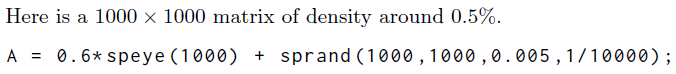 Here is a 1000 × 1000 matrix of density around 0.5%.
A = 0.6*speye(1000) + sprand(1000,1000,0.005,1/10000);